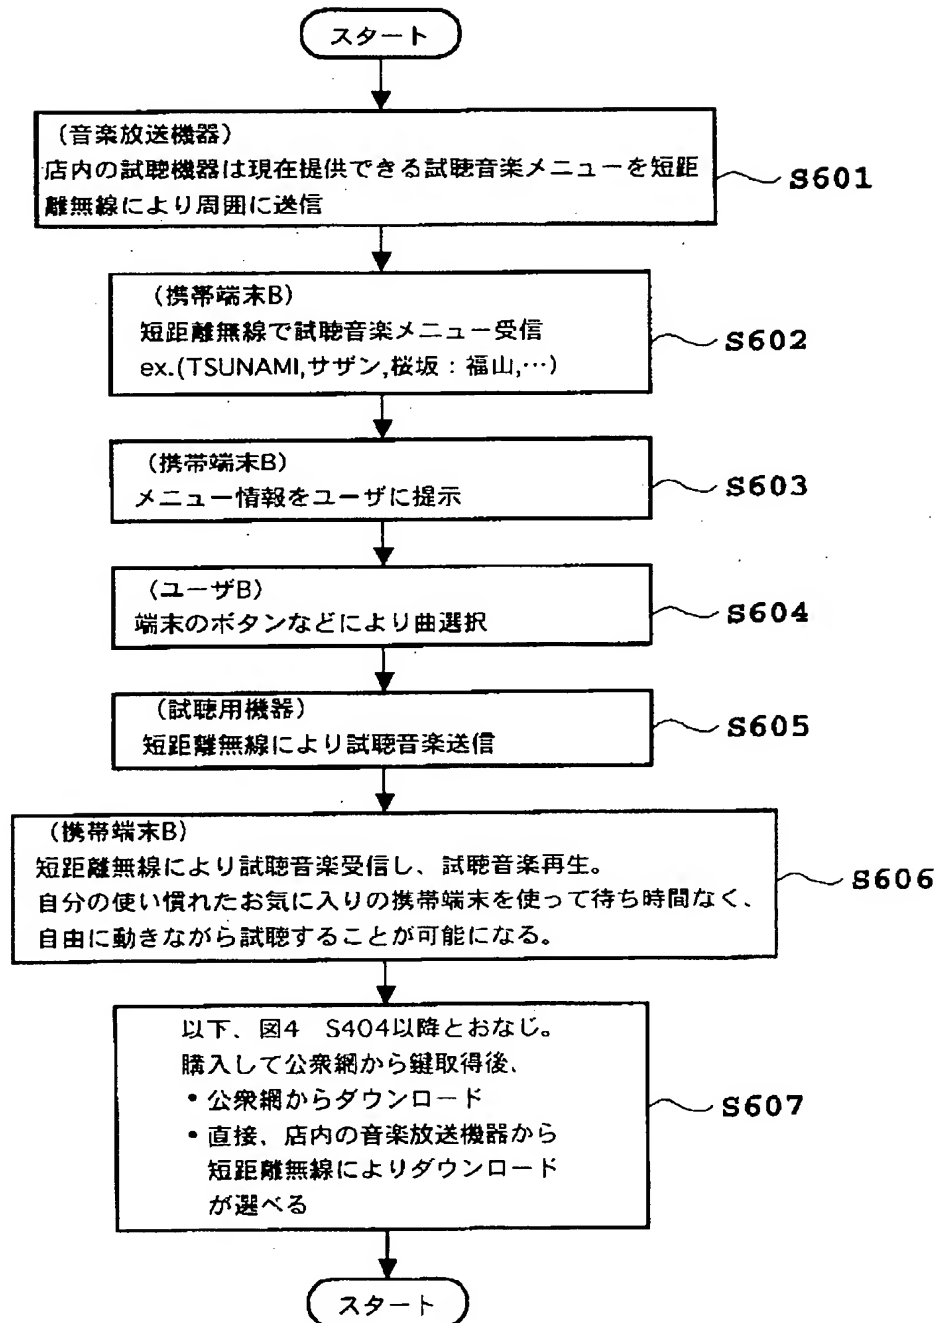 スタート
(音楽放送機器)
店内の試聴機器は現在提供できる試聴音楽メニューを短距
離無線により周囲に送信
S601
(携帯端末B)
短距離無線で試聴音楽メニュー受信
ex.(TSUNAMI,サザン,桜坂:福山,…)
S602
(携帯端末B)
メニュー情報をユーザに提示
S603
(ユーザB)
端末のボタンなどにより曲選択
S604
(試聴用機器)
短距離無線により試聴音楽送信
S605
(携帯端末B)
短距離無線により試聴音楽受信し、試聴音楽再生。
自分の使い慣れたお気に入りの携帯端末を使って待ち時間なく、
自由に動きながら試聴することが可能になる。
S606
以下、図4 S404以降とおなじ。
購入して公衆網から鍵取得後、
・公衆網からダウンロード
・直接、店内の音楽放送機器から
短距離無線によりダウンロード
が選べる
S607
スタート